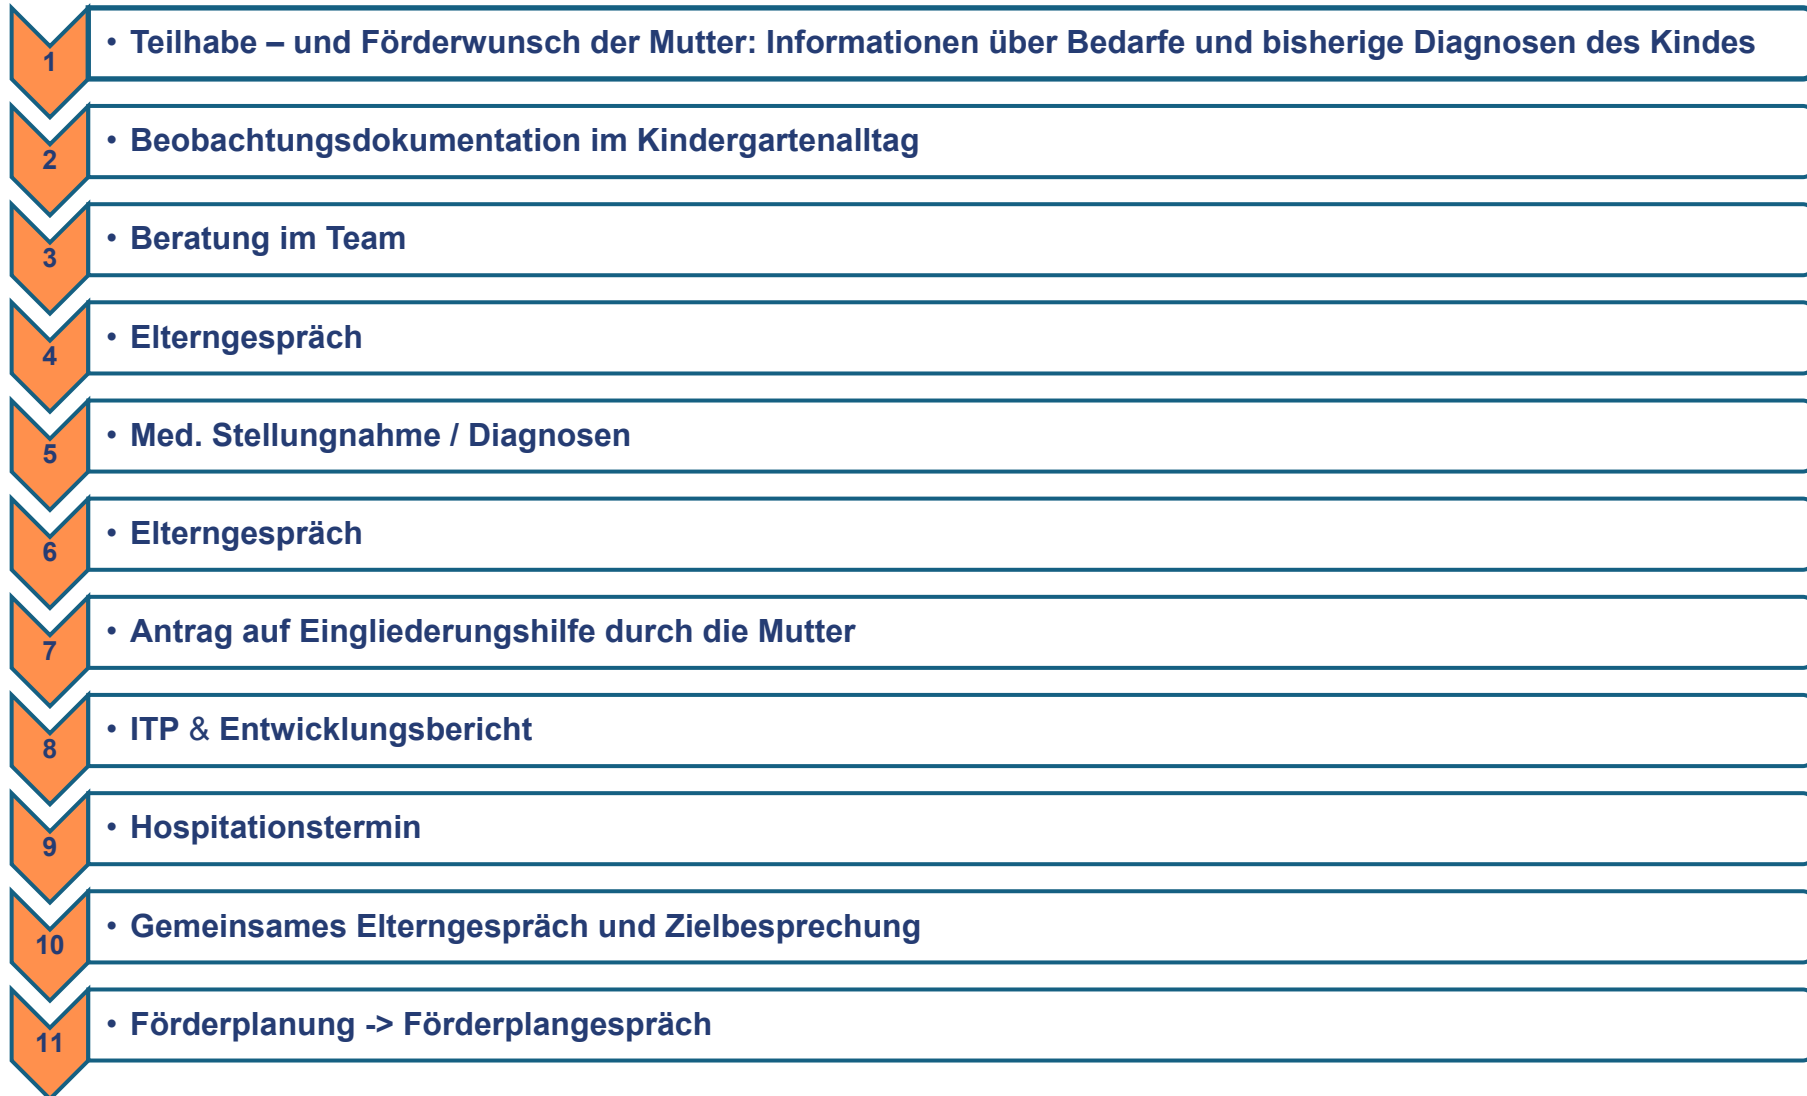 1
• Teilhabe – und Förderwunsch der Mutter: Informationen über Bedarfe und bisherige Diagnosen des Kindes
2
• Beobachtungsdokumentation im Kindergartenalltag
3
• Beratung im Team
4
• Elterngespräch
5
• Med. Stellungnahme / Diagnosen
6
• Elterngespräch
7
• Antrag auf Eingliederungshilfe durch die Mutter
8
• ITP & Entwicklungsbericht
9
• Hospitationstermin
10
• Gemeinsames Elterngespräch und Zielbesprechung
11
• Förderplanung -> Förderplangespräch